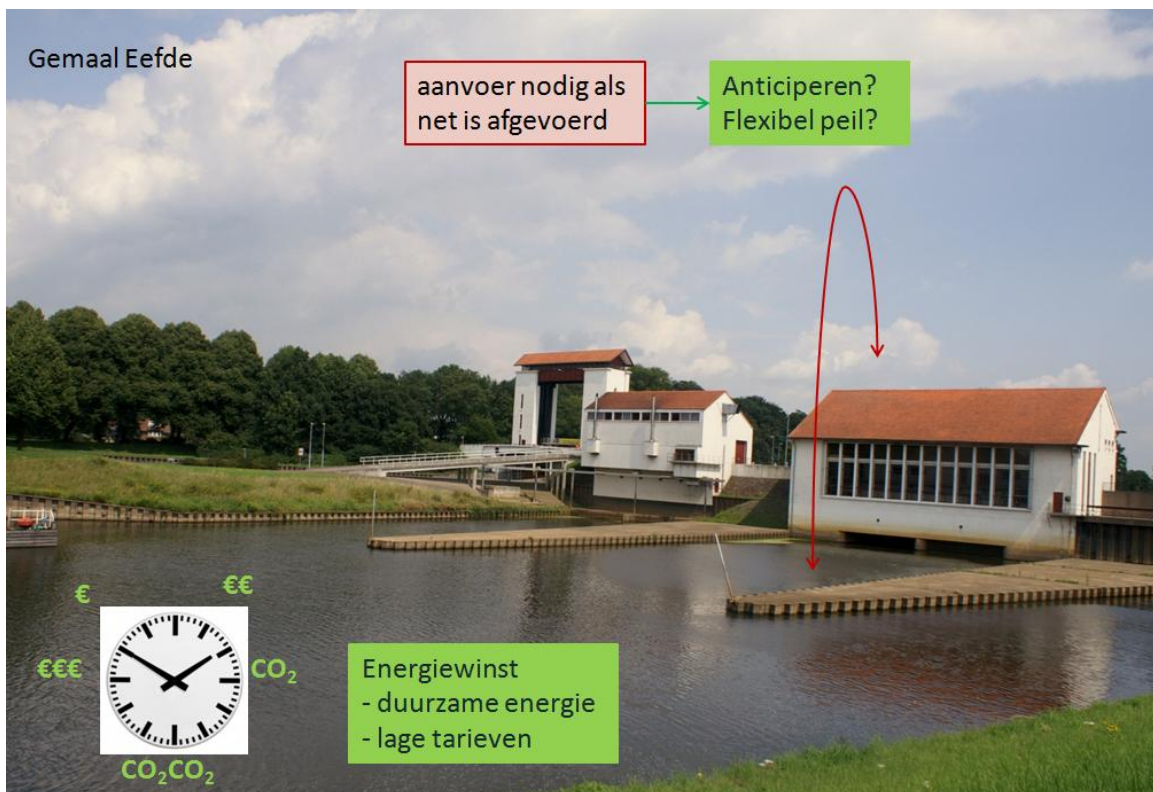 Gemaal Eefde
aanvoer nodig als
net is afgevoerd
Anticiperen?
Flexibel peil?
€
€€
€€€
CO₂
CO₂CO₂
Energiewinst
- duurzame energie
- lage tarieven